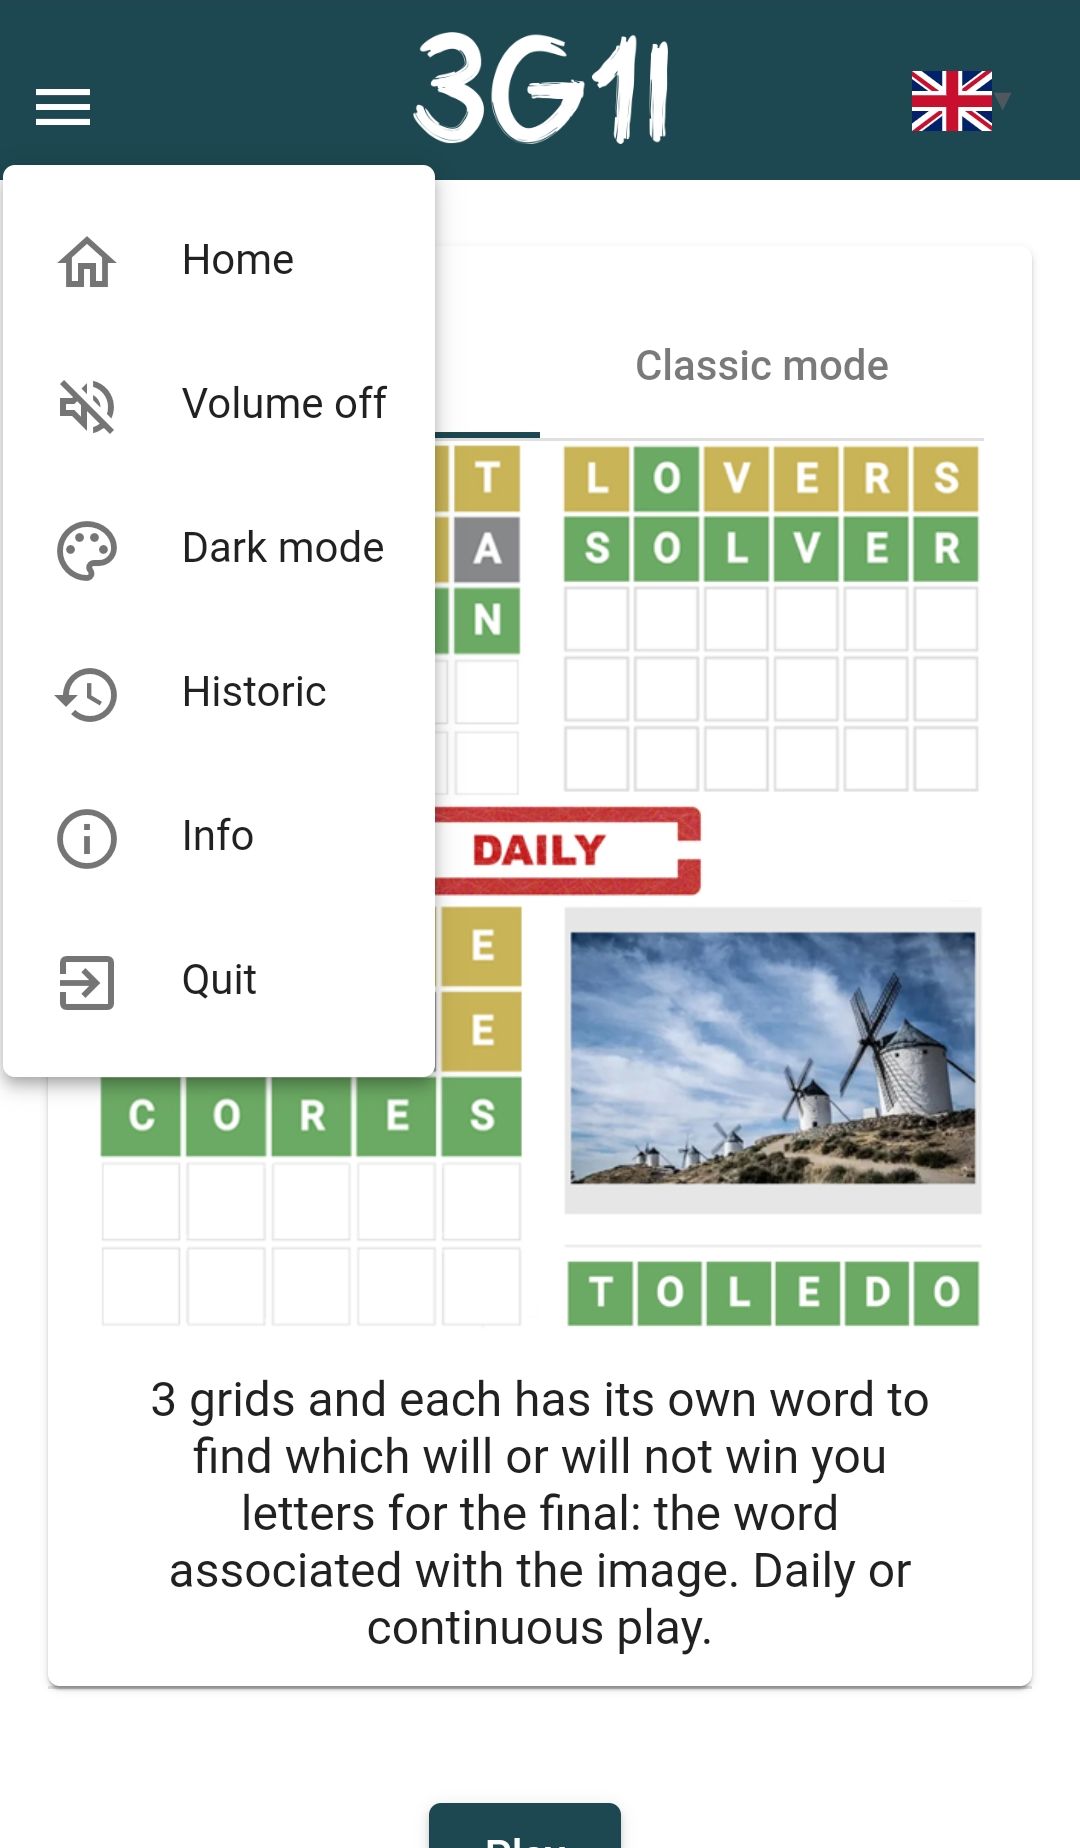 3G1I
Home
Volume off
Dark mode
Historic
Info
Quit
Classic mode
T
A
N
L O V E R S
S O L V E R
DAILY
E
E
C O R E S
T O L E D O
3 grids and each has its own word to
find which will or will not win you
letters for the final: the word
associated with the image. Daily or
continuous play.
Play